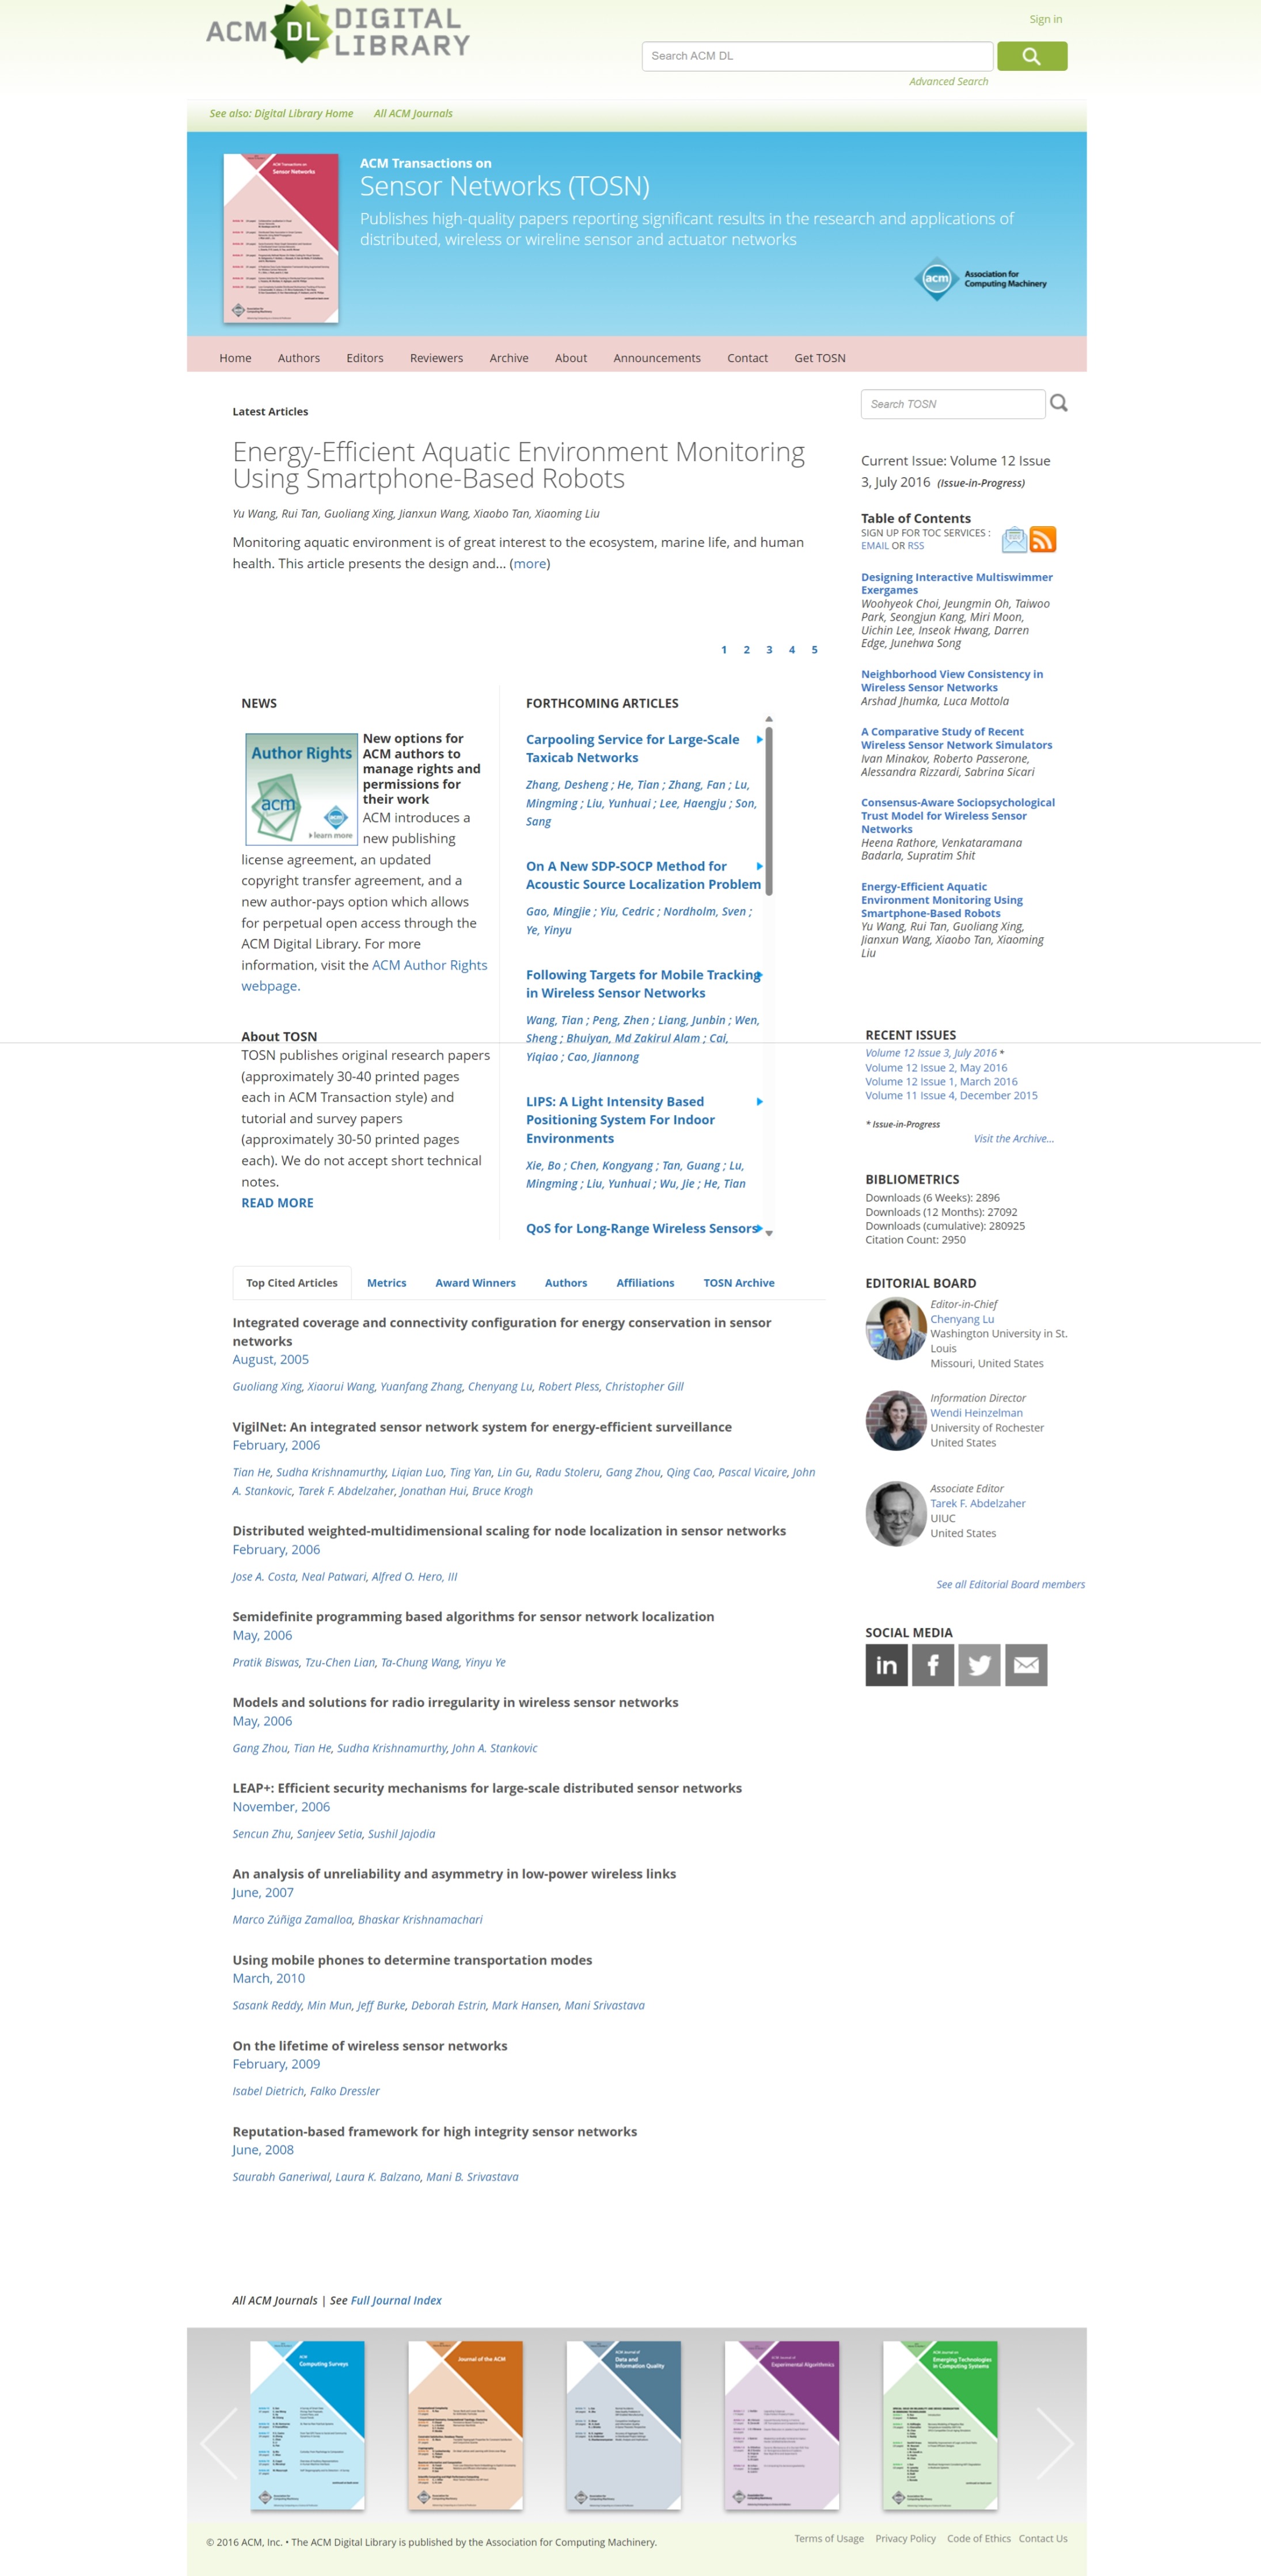 ACM DL DIGITAL LIBRARY
Sign in
Search ACM DL
Advanced Search
See also: Digital Library Home All ACM Journals
ACM Transactions on
Sensor Networks (TOSN)
Publishes high-quality papers reporting significant results in the research and applications of
distributed, wireless or wireline sensor and actuator networks
ACM Transactions on
Sensor Networks
acm Association for
Computing Machinery
Home Authors Editors Reviewers Archive About Announcements Contact Get TOSN
Latest Articles
Energy-Efficient Aquatic Environment Monitoring
Using Smartphone-Based Robots
Yu Wang, Rui Tan, Guoliang Xing, Jianxun Wang, Xiaobo Tan, Xiaoming Liu
Monitoring aquatic environment is of great interest to the ecosystem, marine life, and human
health. This article presents the design and... (more)
1 2 3 4 5
NEWS
Author Rights
acm
learn more
New options for
ACM authors to
manage rights and
permissions for
their work
ACM introduces a
new publishing
license agreement, an updated
copyright transfer agreement, and a
new author-pays option which allows
for perpetual open access through the
ACM Digital Library. For more
information, visit the ACM Author Rights
webpage.
About TOSN
TOSN publishes original research papers
(approximately 30-40 printed pages
each in ACM Transaction style) and
tutorial and survey papers
(approximately 30-50 printed pages
each). We do not accept short technical
notes.
READ MORE
FORTHCOMING ARTICLES
Carpooling Service for Large-Scale
Taxicab Networks
Zhang, Desheng ; He, Tian ; Zhang, Fan ; Lu,
Mingming ; Liu, Yunhuai ; Lee, Haengju ; Son,
Sang
On A New SDP-SOCP Method for
Acoustic Source Localization Problem
Gao, Mingjie ; Yiu, Cedric ; Nordholm, Sven ;
Ye, Yinyu
Following Targets for Mobile Tracking
in Wireless Sensor Networks
Wang, Tian ; Peng, Zhen ; Liang, Junbin ; Wen,
Sheng ; Bhuiyan, Md Zakirul Alam ; Cai,
Yiqiao ; Cao, Jiannong
LIPS: A Light Intensity Based
Positioning System For Indoor
Environments
Xie, Bo ; Chen, Kongyang ; Tan, Guang ; Lu,
Mingming ; Liu, Yunhuai ; Wu, Jie ; He, Tian
QoS for Long-Range Wireless Sensors
Search TOSN
Current Issue: Volume 12 Issue
3, July 2016 (Issue-in-Progress)
Table of Contents
SIGN UP FOR TOC SERVICES :
EMAIL OR RSS
Designing Interactive Multiswimmer
Exergames
Woohyeok Choi, Jeungmin Oh, Taiwoo
Park, Seongjun Kang, Miri Moon,
Uichin Lee, Inseok Hwang, Darren
Edge, Junehwa Song
Neighborhood View Consistency in
Wireless Sensor Networks
Arshad Jhumka, Luca Mottola
A Comparative Study of Recent
Wireless Sensor Network Simulators
Ivan Minakov, Roberto Passerone,
Alessandra Rizzardi, Sabrina Sicari
Consensus-Aware Sociopsychological
Trust Model for Wireless Sensor
Networks
Heena Rathore, Venkataramana
Badarla, Supratim Shit
Energy-Efficient Aquatic
Environment Monitoring Using
Smartphone-Based Robots
Yu Wang, Rui Tan, Guoliang Xing,
Jianxun Wang, Xiaobo Tan, Xiaoming
Liu
RECENT ISSUES
Volume 12 Issue 3, July 2016 *
Volume 12 Issue 2, May 2016
Volume 12 Issue 1, March 2016
Volume 11 Issue 4, December 2015
* Issue-in-Progress
Visit the Archive...
BIBLIOMETRICS
Downloads (6 Weeks): 2896
Downloads (12 Months): 27092
Downloads (cumulative): 280925
Citation Count: 2950
EDITORIAL BOARD
Editor-in-Chief
Chenyang Lu
Washington University in St.
Louis
Missouri, United States
Information Director
Wendi Heinzelman
University of Rochester
United States
Associate Editor
Tarek F. Abdelzaher
UIUC
United States
See all Editorial Board members
SOCIAL MEDIA
in f
Top Cited Articles Metrics Award Winners Authors Affiliations TOSN Archive
Integrated coverage and connectivity configuration for energy conservation in sensor
networks
August, 2005
Guoliang Xing, Xiaorui Wang, Yuanfang Zhang, Chenyang Lu, Robert Pless, Christopher Gill
VigilNet: An integrated sensor network system for energy-efficient surveillance
February, 2006
Tian He, Sudha Krishnamurthy, Liqian Luo, Ting Yan, Lin Gu, Radu Stoleru, Gang Zhou, Qing Cao, Pascal Vicaire, John
A. Stankovic, Tarek F. Abdelzaher, Jonathan Hui, Bruce Krogh
Distributed weighted-multidimensional scaling for node localization in sensor networks
February, 2006
Jose A. Costa, Neal Patwari, Alfred O. Hero, III
Semidefinite programming based algorithms for sensor network localization
May, 2006
Pratik Biswas, Tzu-Chen Lian, Ta-Chung Wang, Yinyu Ye
Models and solutions for radio irregularity in wireless sensor networks
May, 2006
Gang Zhou, Tian He, Sudha Krishnamurthy, John A. Stankovic
LEAP+: Efficient security mechanisms for large-scale distributed sensor networks
November, 2006
Sencun Zhu, Sanjeev Setia, Sushil Jajodia
An analysis of unreliability and asymmetry in low-power wireless links
June, 2007
Marco Zúñiga Zamalloa, Bhaskar Krishnamachari
Using mobile phones to determine transportation modes
March, 2010
Sasank Reddy, Min Mun, Jeff Burke, Deborah Estrin, Mark Hansen, Mani Srivastava
On the lifetime of wireless sensor networks
February, 2009
Isabel Dietrich, Falko Dressler
Reputation-based framework for high integrity sensor networks
June, 2008
Saurabh Ganeriwal, Laura K. Balzano, Mani B. Srivastava
All ACM Journals | See Full Journal Index
ACM
Computing Surveys
Journal of the ACM
ACM Journal of
Data and
Information Quality
ACM Journal of
Experimental Algorithmics
ACM Journal on
Emerging Technologies
in Computing Systems
© 2016 ACM, Inc. • The ACM Digital Library is published by the Association for Computing Machinery.
Terms of Usage Privacy Policy Code of Ethics Contact Us